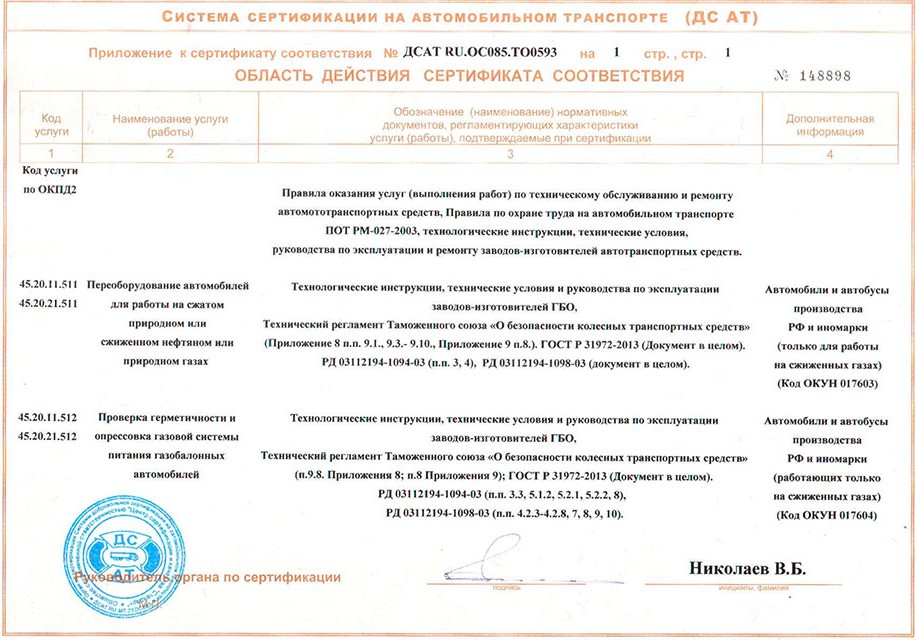 СИСТЕМА СЕРТИФИКАЦИИ НА АВТОМОБИЛЬНОМ ТРАНСПОРТЕ (ДС АТ)
Приложение к сертификату соответствия № ДСАТ RU.ОС085.ТО0593 на 1 стр. , стр. 1
ОБЛАСТЬ ДЕЙСТВИЯ СЕРТИФИКАТА СООТВЕТСТВИЯ № 148898
Код услуги
Наименование услуги (работы)
Обозначение (наименование) нормативных
документов, регламентирующих характеристики
услуги (работы), подтверждаемые при сертификации
Дополнительная информация
1 2 3 4
Код услуги
по ОКПД2
Правила оказания услуг (выполнения работ) по техническому обслуживанию и ремонту
автомототранспортных средств, Правила по охране труда на автомобильном транспорте
ПОТ РМ-027-2003, технологические инструкции, технические условия,
руководства по эксплуатации и ремонту заводов-изготовителей автотранспортных средств.
45.20.11.511
45.20.21.511
Переоборудование автомобилей
для работы на сжатом
природном или
сжиженном нефтяном или
природном газах
Технологические инструкции, технические условия и руководства по эксплуатации
заводов-изготовителей ГБО,
Технический регламент Таможенного союза «О безопасности колесных транспортных средств»
(Приложение 8 п.п. 9.1., 9.3.- 9.10., Приложение 9 п.8.). ГОСТ Р 31972-2013 (Документ в целом).
РД 03112194-1094-03 (п.п. 3, 4), РД 03112194-1098-03 (документ в целом).
Автомобили и автобусы
производства
РФ и иномарки
(только для работы
на сжиженных газах)
(Код ОКУН 017603)
45.20.11.512
45.20.21.512
Проверка герметичности и
опрессовка газовой системы
питания газобалонных
автомобилей
Технологические инструкции, технические условия и руководства по эксплуатации
заводов-изготовителей ГБО,
Технический регламент Таможенного союза «О безопасности колесных транспортных средств»
(п.9.8. Приложения 8; п.8 Приложения 9); ГОСТ Р 31972-2013 (Документ в целом).
РД 03112194-1094-03 (п.п. 3.3, 5.1.2, 5.2.1, 5.2.2, 8),
РД 03112194-1098-03 (п.п. 4.2.3-4.2.8, 7, 8, 9, 10).
Автомобили и автобусы
производства
РФ и иномарки
(работающих только
на сжиженных газах)
(Код ОКУН 017604)
ДС
АТ
Руководитель органа по сертификации
Николаев В.Б.
подпись
инициалы, фамилия